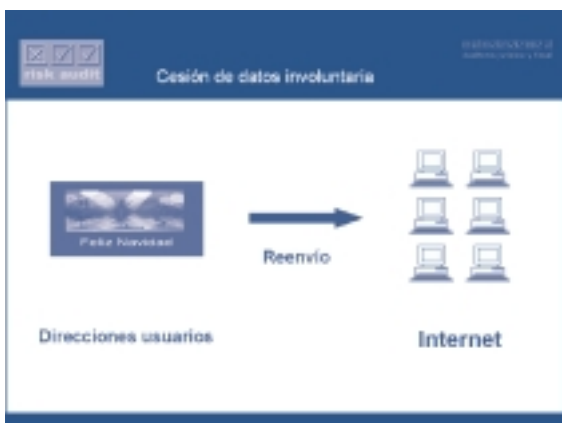 risk audit
Cesión de datos involuntaria
Feliz Navidad
Reenvío
Direcciones usuarios
Internet